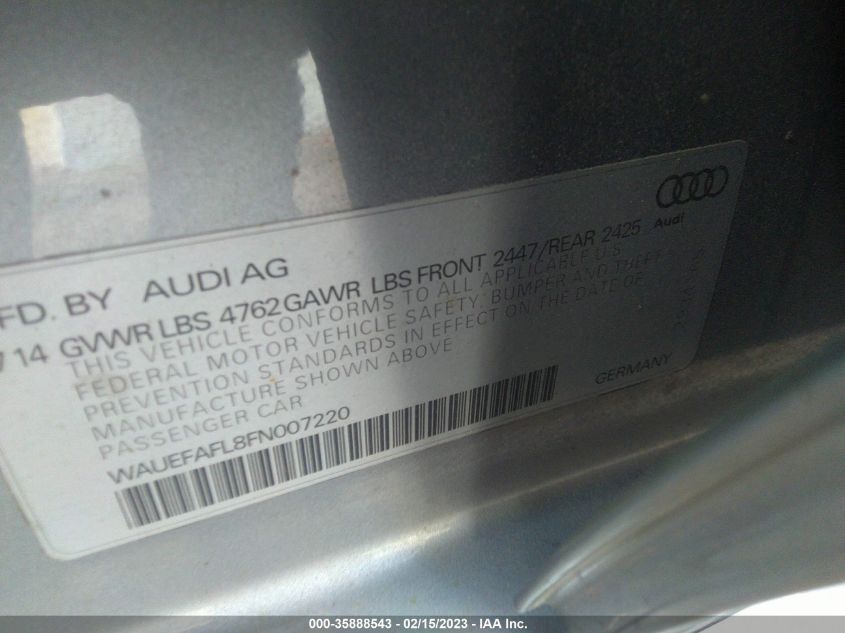 Audi
FD. BY AUDI AG
/14 GVWR LBS 4762 GAWR LBS FRONT 2447/REAR 2425
THIS VEHICLE CONFORMS TO ALL APPLICABLE U.S.
FEDERAL MOTOR VEHICLE SAFETY, BUMPER AND THEFT
PREVENTION STANDARDS IN EFFECT ON THE DATE OF
MANUFACTURE SHOWN ABOVE
PASSENGER CAR
GERMANY
WAUEFAFL8FN007220
000-35888543 - 02/15/2023 - IAA Inc.